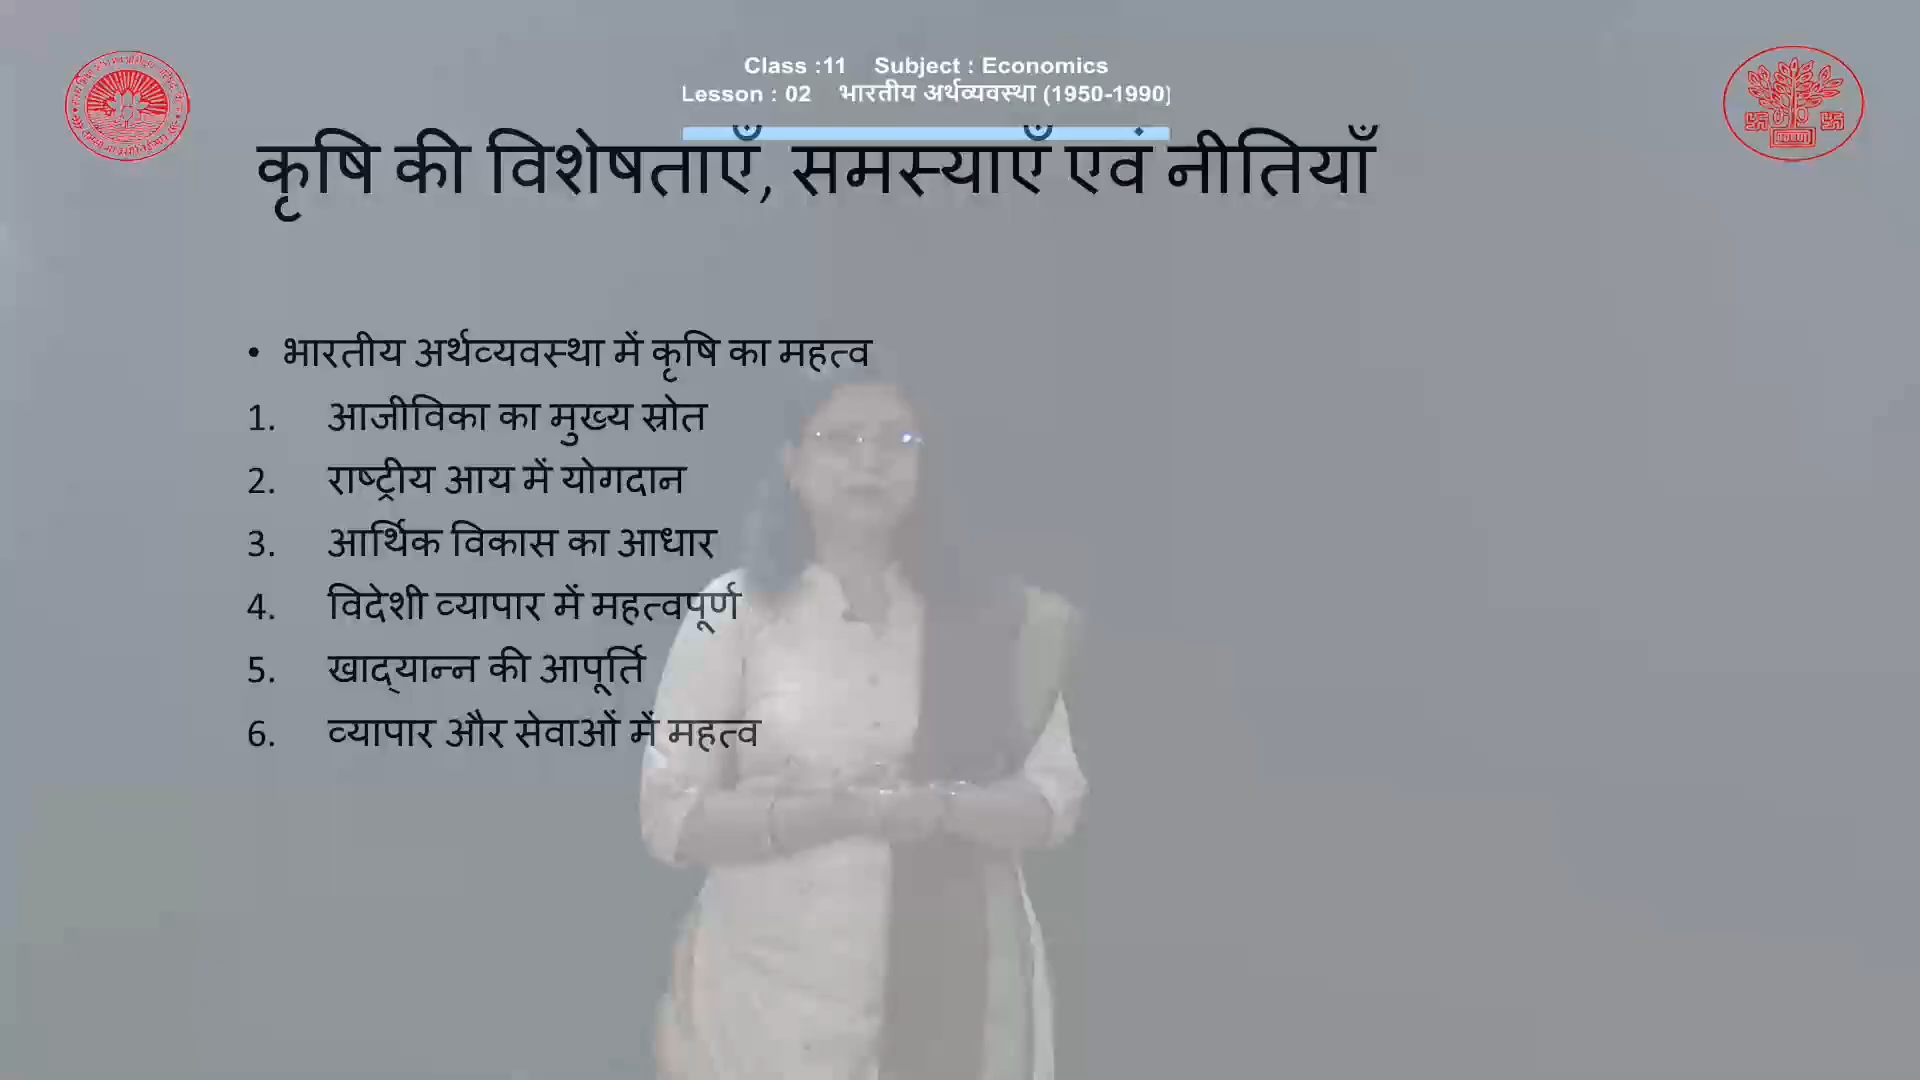 Class :11 Subject : Economics
Lesson : 02 भारतीय अर्थव्यवस्था (1950-1990)
कृषि की विशेषताएँ, समस्याएँ एवं नीतियाँ
• भारतीय अर्थव्यवस्था में कृषि का महत्व
1. आजीविका का मुख्य स्रोत
2. राष्ट्रीय आय में योगदान
3. आर्थिक विकास का आधार
4. विदेशी व्यापार में महत्वपूर्ण
5. खाद्यान्न की आपूर्ति
6. व्यापार और सेवाओं में महत्व